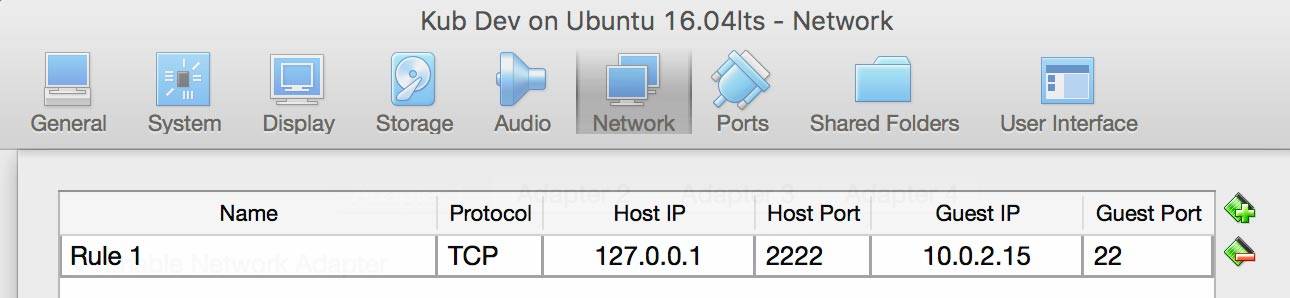 Kub Dev on Ubuntu 16.04lts - Network
General System Display Storage Audio Network Ports Shared Folders User Interface
Adapter 2 Adapter 3 Adapter 4
Name Protocol Host IP Host Port Guest IP Guest Port
Rule 1 TCP 127.0.0.1 2222 10.0.2.15 22
Network Adapter